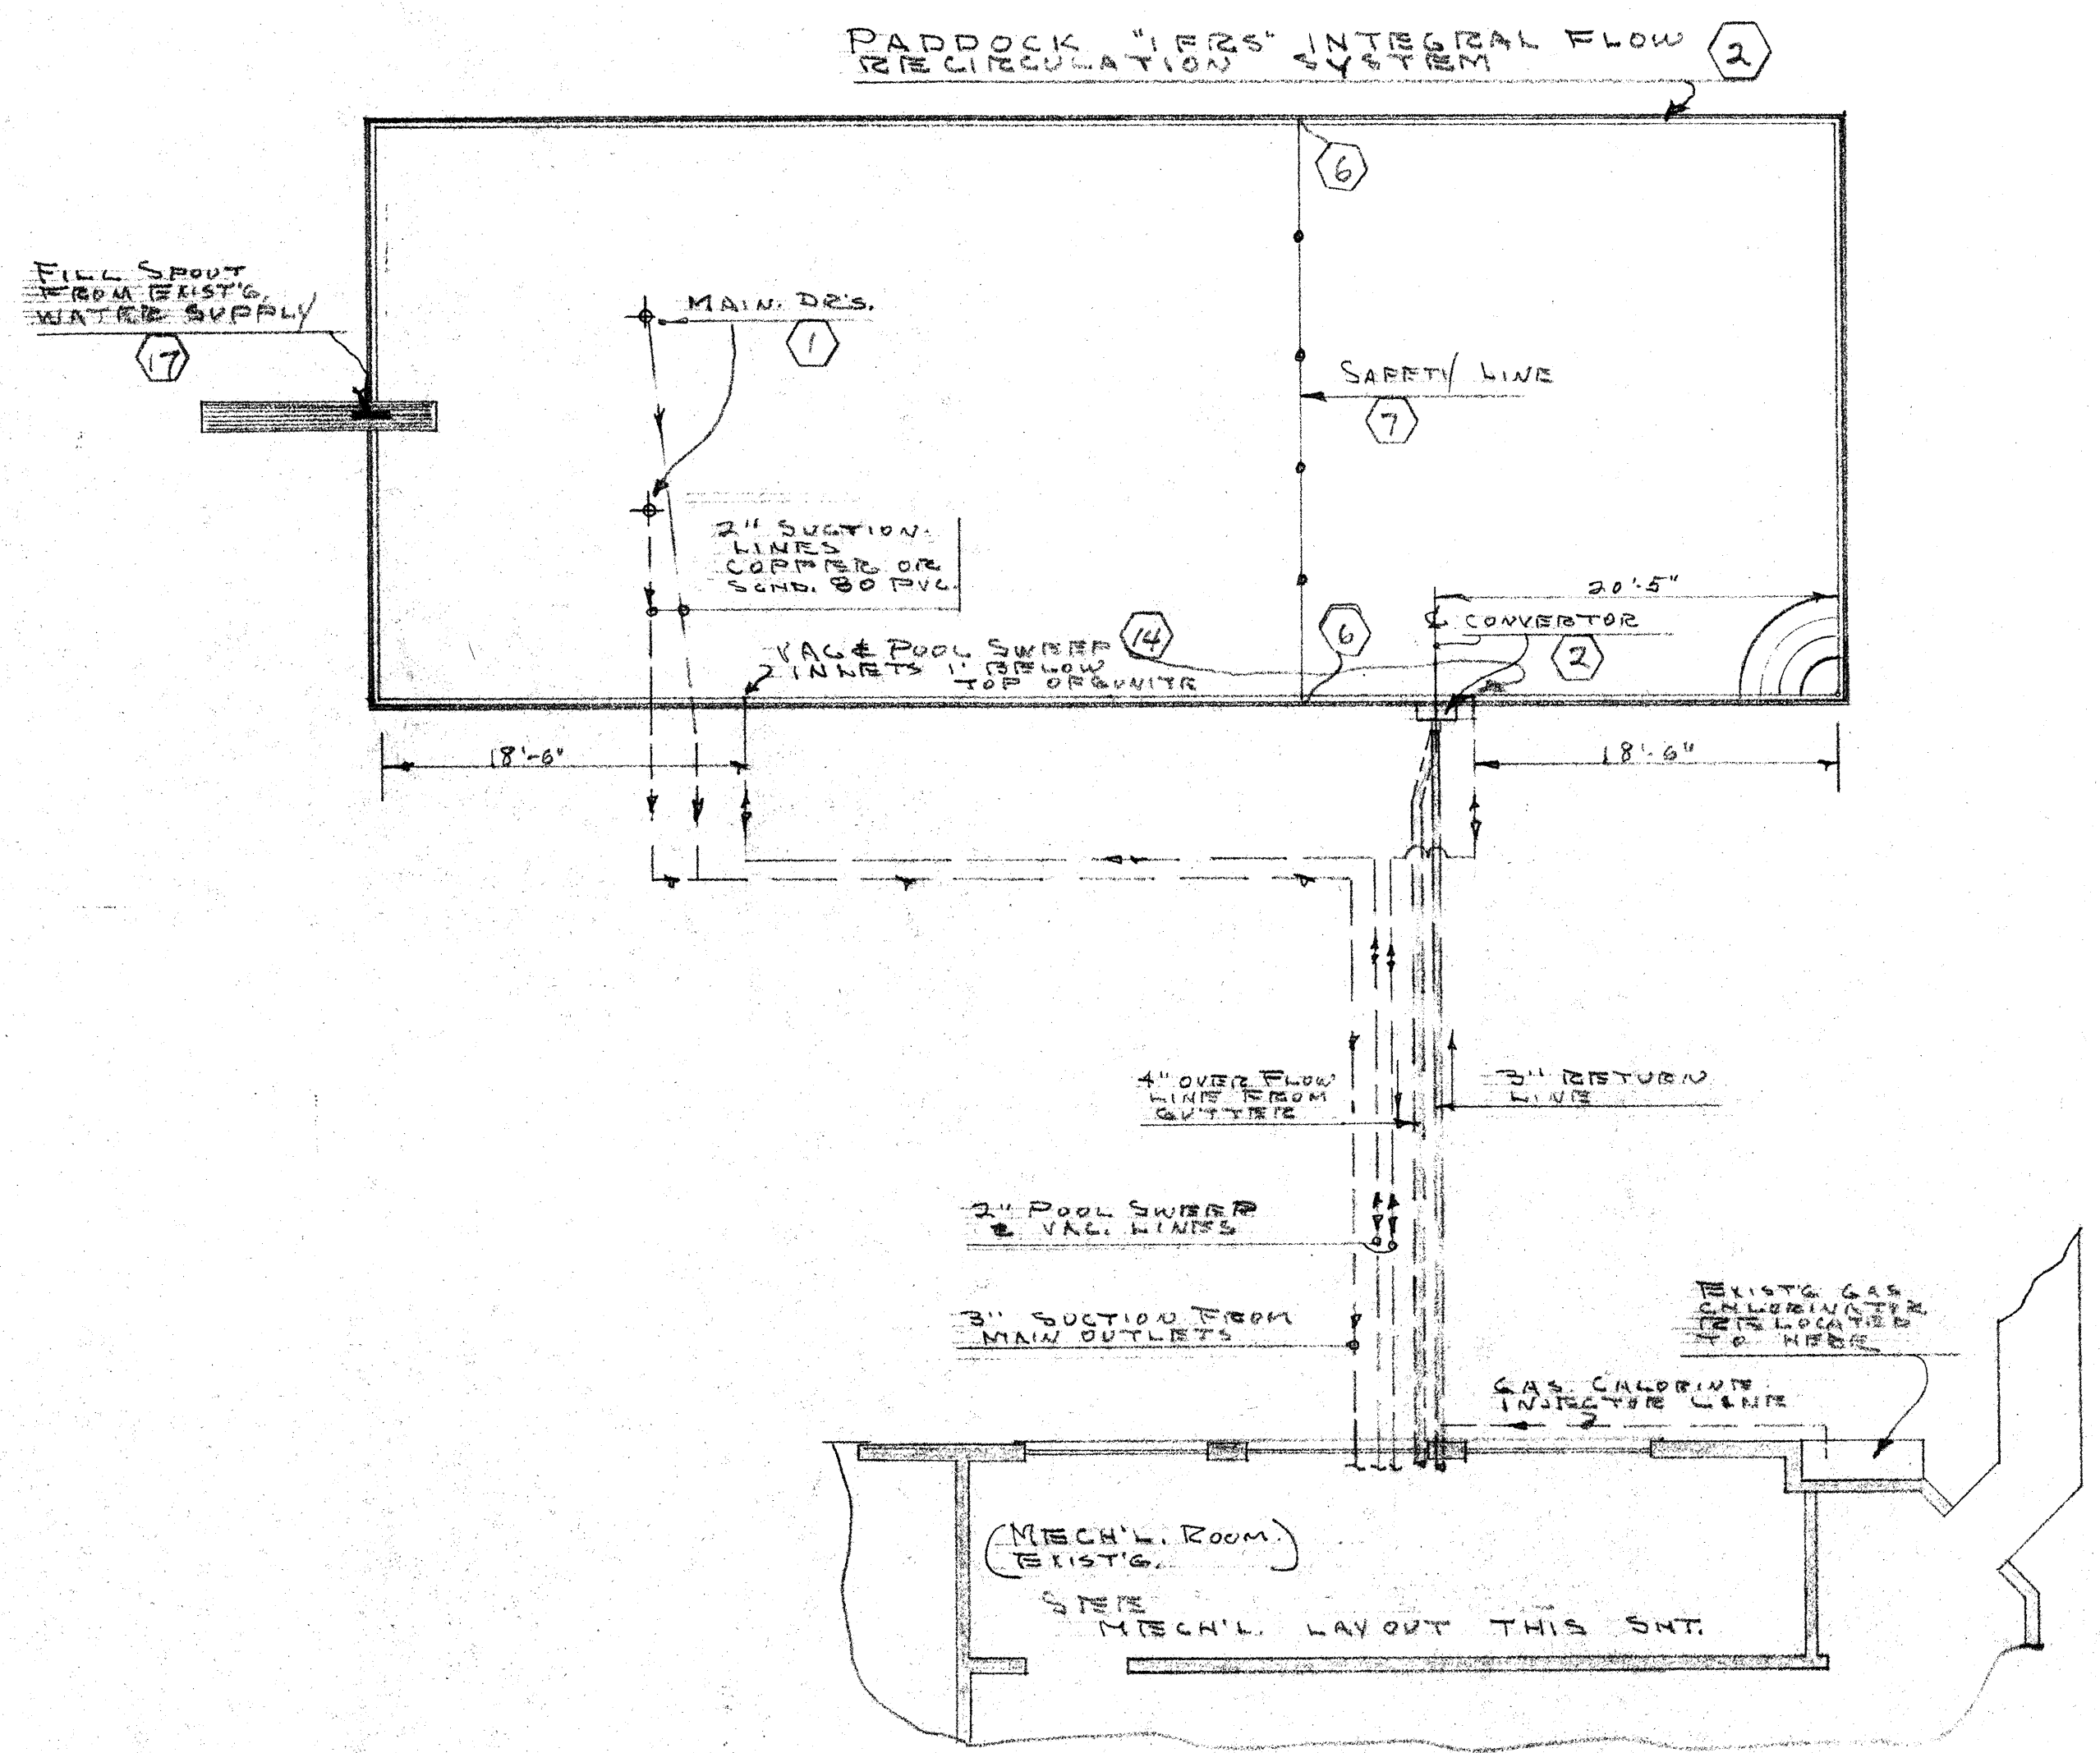 PADDOCK "IFRS" INTEGRAL FLOW
RECIRCULATION SYSTEM
2
6
FILL SPOUT
FROM EXIST'G.
WATER SUPPLY
17
MAIN. DR'S.
1
SAFETY LINE
7
2" SUCTION
LINES
COPPER OR
SCHD. 80 PVC.
20'-5"
℄ CONVERTOR
2
VAC & POOL SWEEP
INLETS 1' BELOW
TOP OF GUNITE
14
6
18'-6"
18'-6"
4" OVER FLOW
LINE FROM
GUTTER
3" RETURN
LINE
2" POOL SWEEP
& VAC. LINES
3" SUCTION FROM
MAIN OUTLETS
EXIST'G GAS
CHLORINATOR
RELOCATED
TO HERE
GAS CHLORINE
INJECTOR LINE
(MECH'L. ROOM.)
EXIST'G.
SEE
MECH'L. LAYOUT THIS SHT.